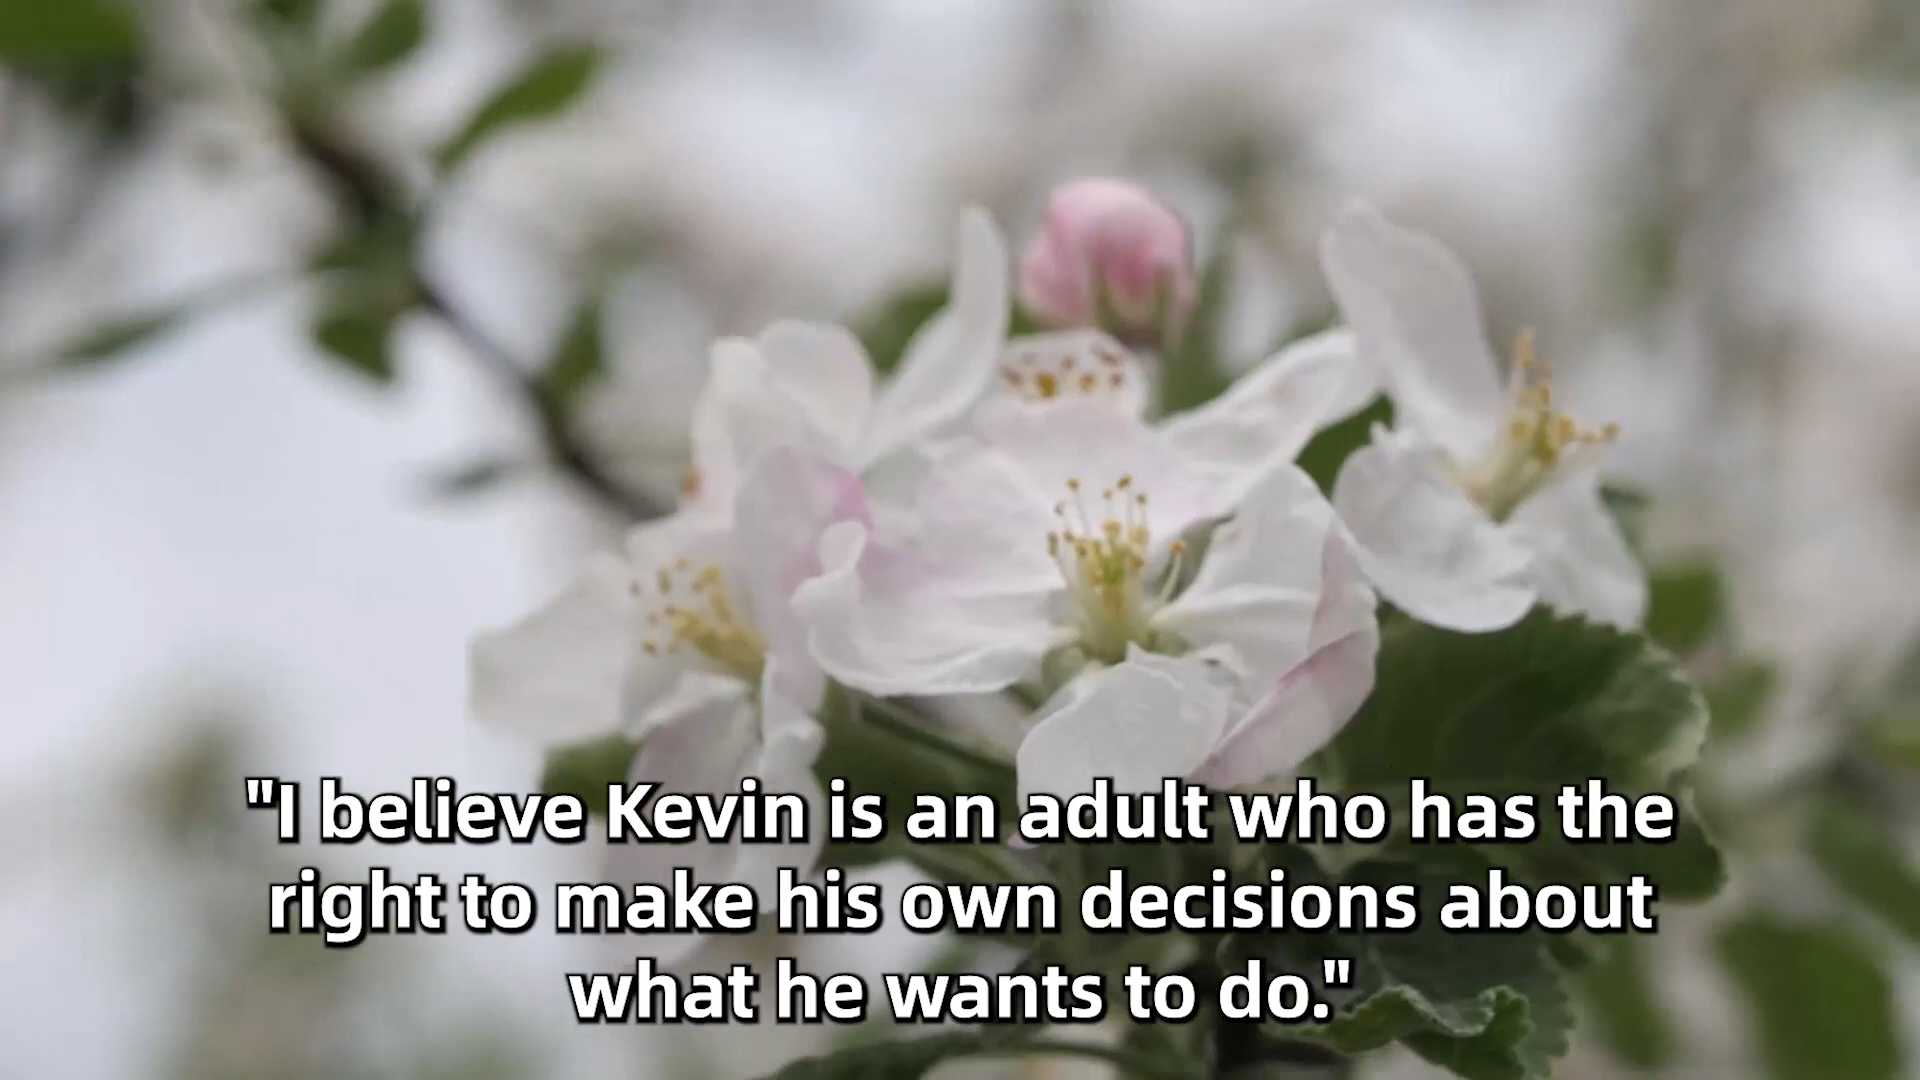 "I believe Kevin is an adult who has the
right to make his own decisions about
what he wants to do."